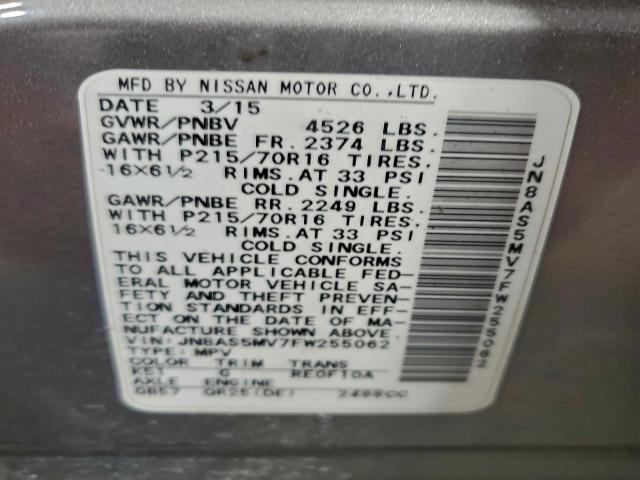 MFD BY NISSAN MOTOR CO.,LTD.
DATE 3/15
GVWR/PNBV 4526 LBS.
GAWR/PNBE FR. 2374 LBS.
WITH P215/70R16 TIRES.
-16X6½ RIMS.AT 33 PSI
COLD SINGLE.
GAWR/PNBE RR. 2249 LBS.
WITH P215/70R16 TIRES.
16X6½ RIMS.AT 33 PSI
COLD SINGLE.
THIS VEHICLE CONFORMS
TO ALL APPLICABLE FED-
ERAL MOTOR VEHICLE SA-
FETY AND THEFT PREVEN-
TION STANDARDS IN EFF-
ECT ON THE DATE OF MA-
NUFACTURE SHOWN ABOVE.
VIN: JN8AS5MV7FW255062
TYPE: MPV
COLOR TRIM TRANS
K51 G RE0F10A
AXLE ENGINE
GB57 QR25(DE) 2488CC
JN8AS5MV7FW255062